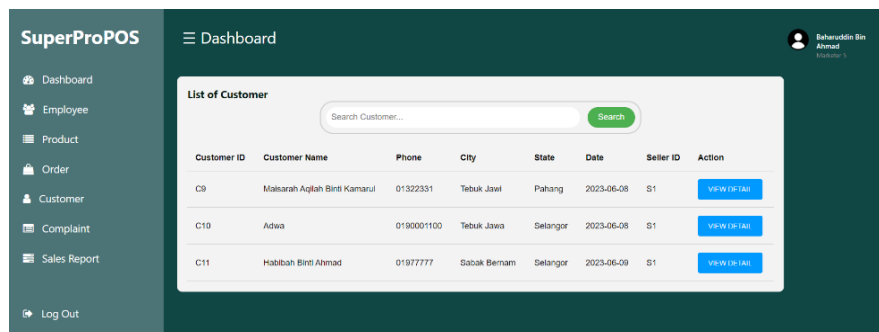 SuperProPOS
☰ Dashboard
Baharuddin Bin
Ahmad
Marketer S
Dashboard
Employee
Product
Order
Customer
Complaint
Sales Report
Log Out
List of Customer
Search Customer...
Search
Customer ID Customer Name Phone City State Date Seller ID Action
C9 Maisarah Aqilah Binti Kamarul 01322331 Tebuk Jawi Pahang 2023-06-08 S1 VIEW DETAIL
C10 Adwa 0190001100 Tebuk Jawa Selangor 2023-06-08 S1 VIEW DETAIL
C11 Habibah Binti Ahmad 01977777 Sabak Bernam Selangor 2023-06-09 S1 VIEW DETAIL